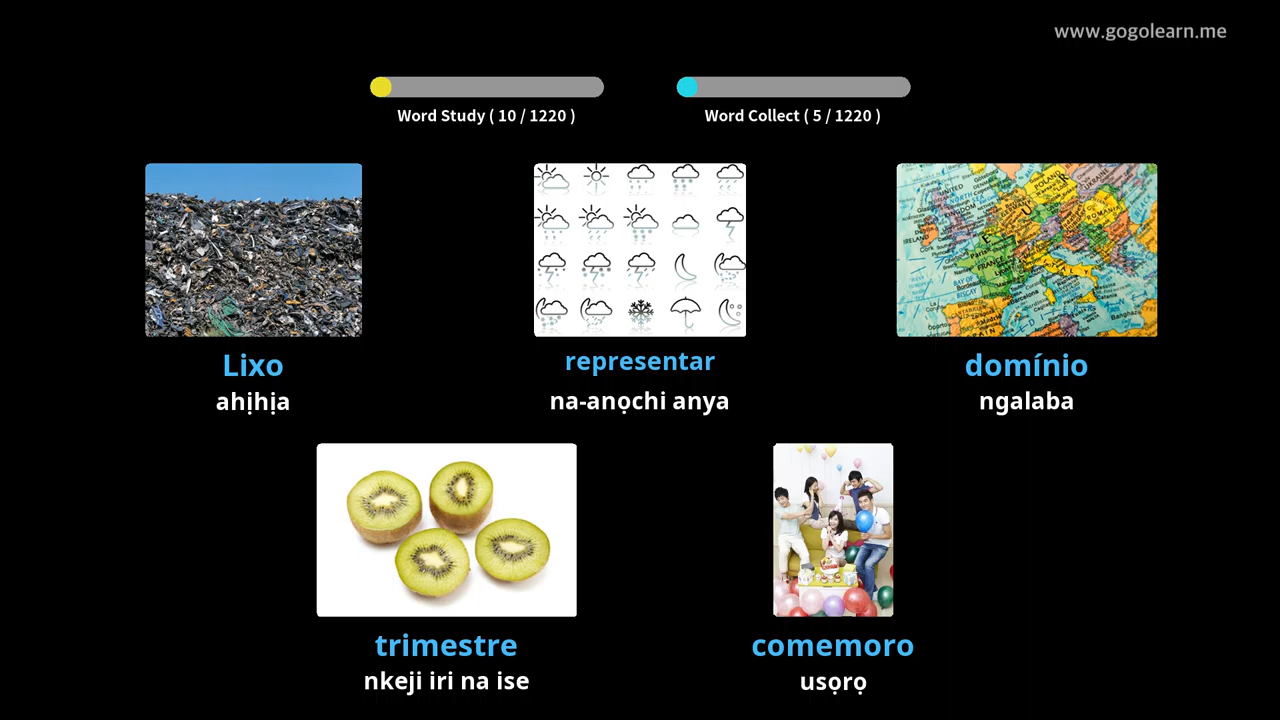 www.gogolearn.me
Word Study ( 10 / 1220 )
Word Collect ( 5 / 1220 )
Lixo
ahịhịa
representar
na-anọchi anya
domínio
ngalaba
trimestre
nkeji iri na ise
comemoro
usọrọ